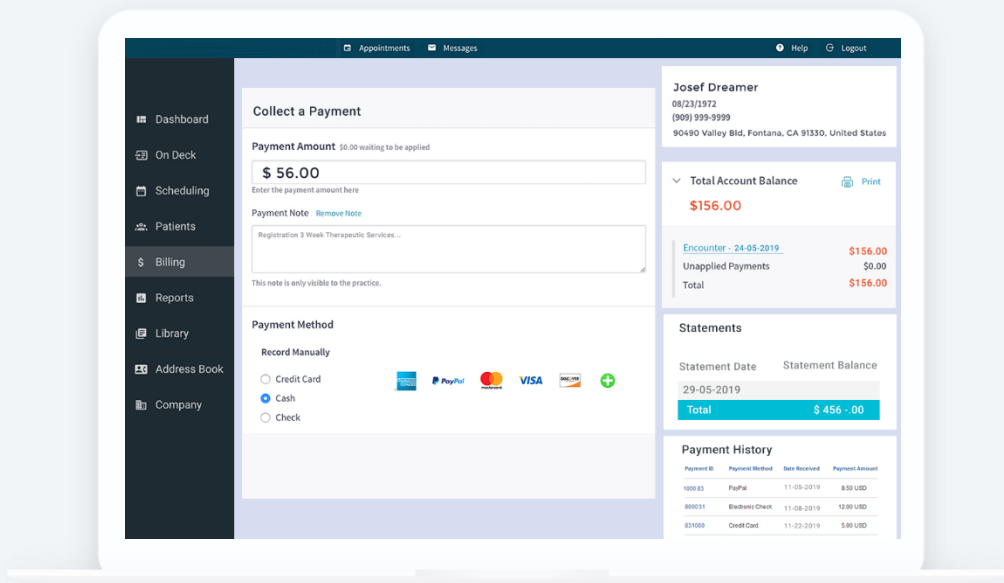 Appointments Messages Help Logout
Dashboard
On Deck
Scheduling
Patients
$ Billing
Reports
Library
Address Book
Company
Collect a Payment
Payment Amount $0.00 waiting to be applied
$ 56.00
Enter the payment amount here
Payment Note Remove Note
Registration 3 Week Therapeutic Services...
This note is only visible to the practice.
Payment Method
Record Manually
Credit Card
Cash
Check
PayPal VISA DISCOVER
mastercard
Josef Dreamer
08/23/1972
(909) 999-9999
90490 Valley Bld, Fontana, CA 91330, United States
Total Account Balance Print
$156.00
Encounter - 24-05-2019 $156.00
Unapplied Payments $0.00
Total $156.00
Statements
Statement Date Statement Balance
29-05-2019
Total $ 456 -.00
Payment History
Payment ID Payment Method Date Received Payment Amount
100083 PayPal 11-05-2019 8.50 USD
800031 Electronic Check 11-08-2019 12.00 USD
831000 Credit Card 11-22-2019 5.00 USD